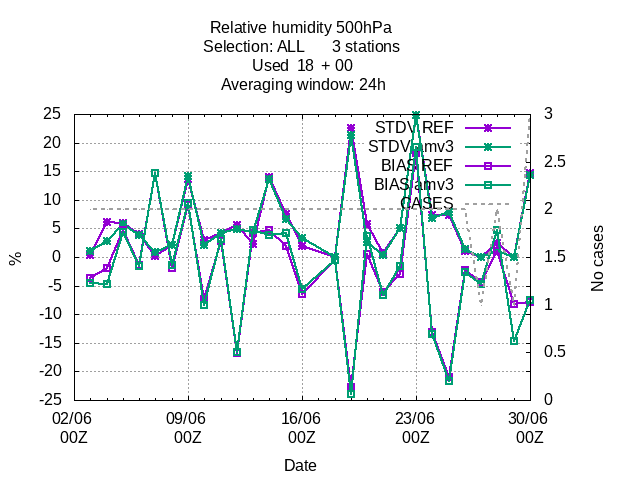 Relative humidity 500hPa
Selection: ALL 3 stations
Used 18 + 00
Averaging window: 24h
25
20
15
10
5
0
-5
-10
-15
-20
-25
%
STDV REF
STDV amv3
BIAS REF
BIAS amv3
CASES
3
2.5
2
1.5
1
0.5
0
No cases
02/06 09/06 16/06 23/06 30/06
00Z 00Z 00Z 00Z 00Z
Date